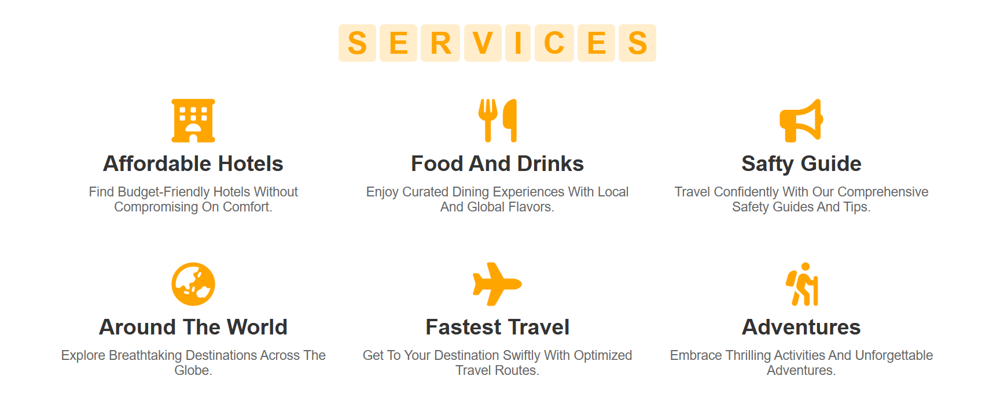 SERVICES
Affordable Hotels
Find Budget-Friendly Hotels Without
Compromising On Comfort.
Food And Drinks
Enjoy Curated Dining Experiences With Local
And Global Flavors.
Safty Guide
Travel Confidently With Our Comprehensive
Safety Guides And Tips.
Around The World
Explore Breathtaking Destinations Across The
Globe.
Fastest Travel
Get To Your Destination Swiftly With Optimized
Travel Routes.
Adventures
Embrace Thrilling Activities And Unforgettable
Adventures.